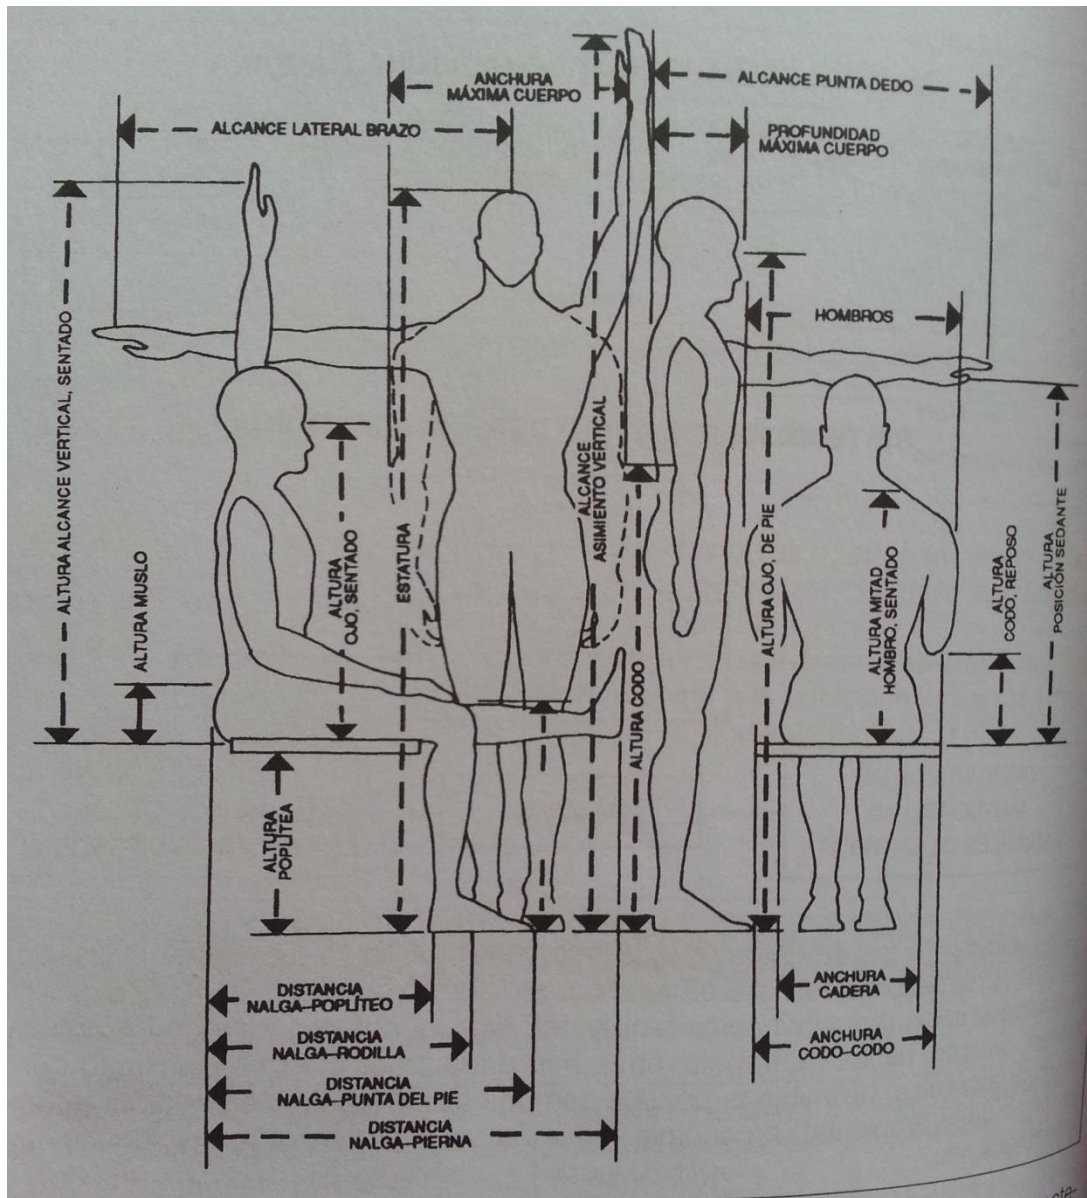 ANCHURA
MÁXIMA CUERPO
ALCANCE PUNTA DEDO
ALCANCE LATERAL BRAZO
PROFUNDIDAD
MÁXIMA CUERPO
HOMBROS
ALTURA ALCANCE VERTICAL, SENTADO
ALTURA MUSLO
ALTURA
OJO, SENTADO
ESTATURA
ALCANCE
ASIMIENTO VERTICAL
ALTURA CODO
ALTURA OJO, DE PIE
ALTURA MITAD
HOMBRO, SENTADO
ALTURA
CODO, REPOSO
ALTURA
POSICIÓN SEDANTE
ALTURA
POPLÍTEA
DISTANCIA
NALGA-POPLÍTEO
DISTANCIA
NALGA-RODILLA
DISTANCIA
NALGA-PUNTA DEL PIE
DISTANCIA
NALGA-PIERNA
ANCHURA
CADERA
ANCHURA
CODO-CODO